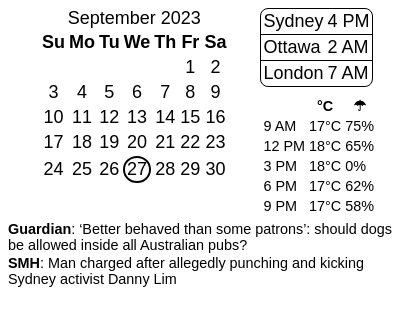 September 2023
Su Mo Tu We Th Fr Sa
1 2
3 4 5 6 7 8 9
10 11 12 13 14 15 16
17 18 19 20 21 22 23
24 25 26 27 28 29 30
Sydney 4 PM
Ottawa 2 AM
London 7 AM
°C ☂
9 AM 17°C 75%
12 PM 18°C 65%
3 PM 18°C 0%
6 PM 17°C 62%
9 PM 17°C 58%
Guardian: ‘Better behaved than some patrons’: should dogs
be allowed inside all Australian pubs?
SMH: Man charged after allegedly punching and kicking
Sydney activist Danny Lim